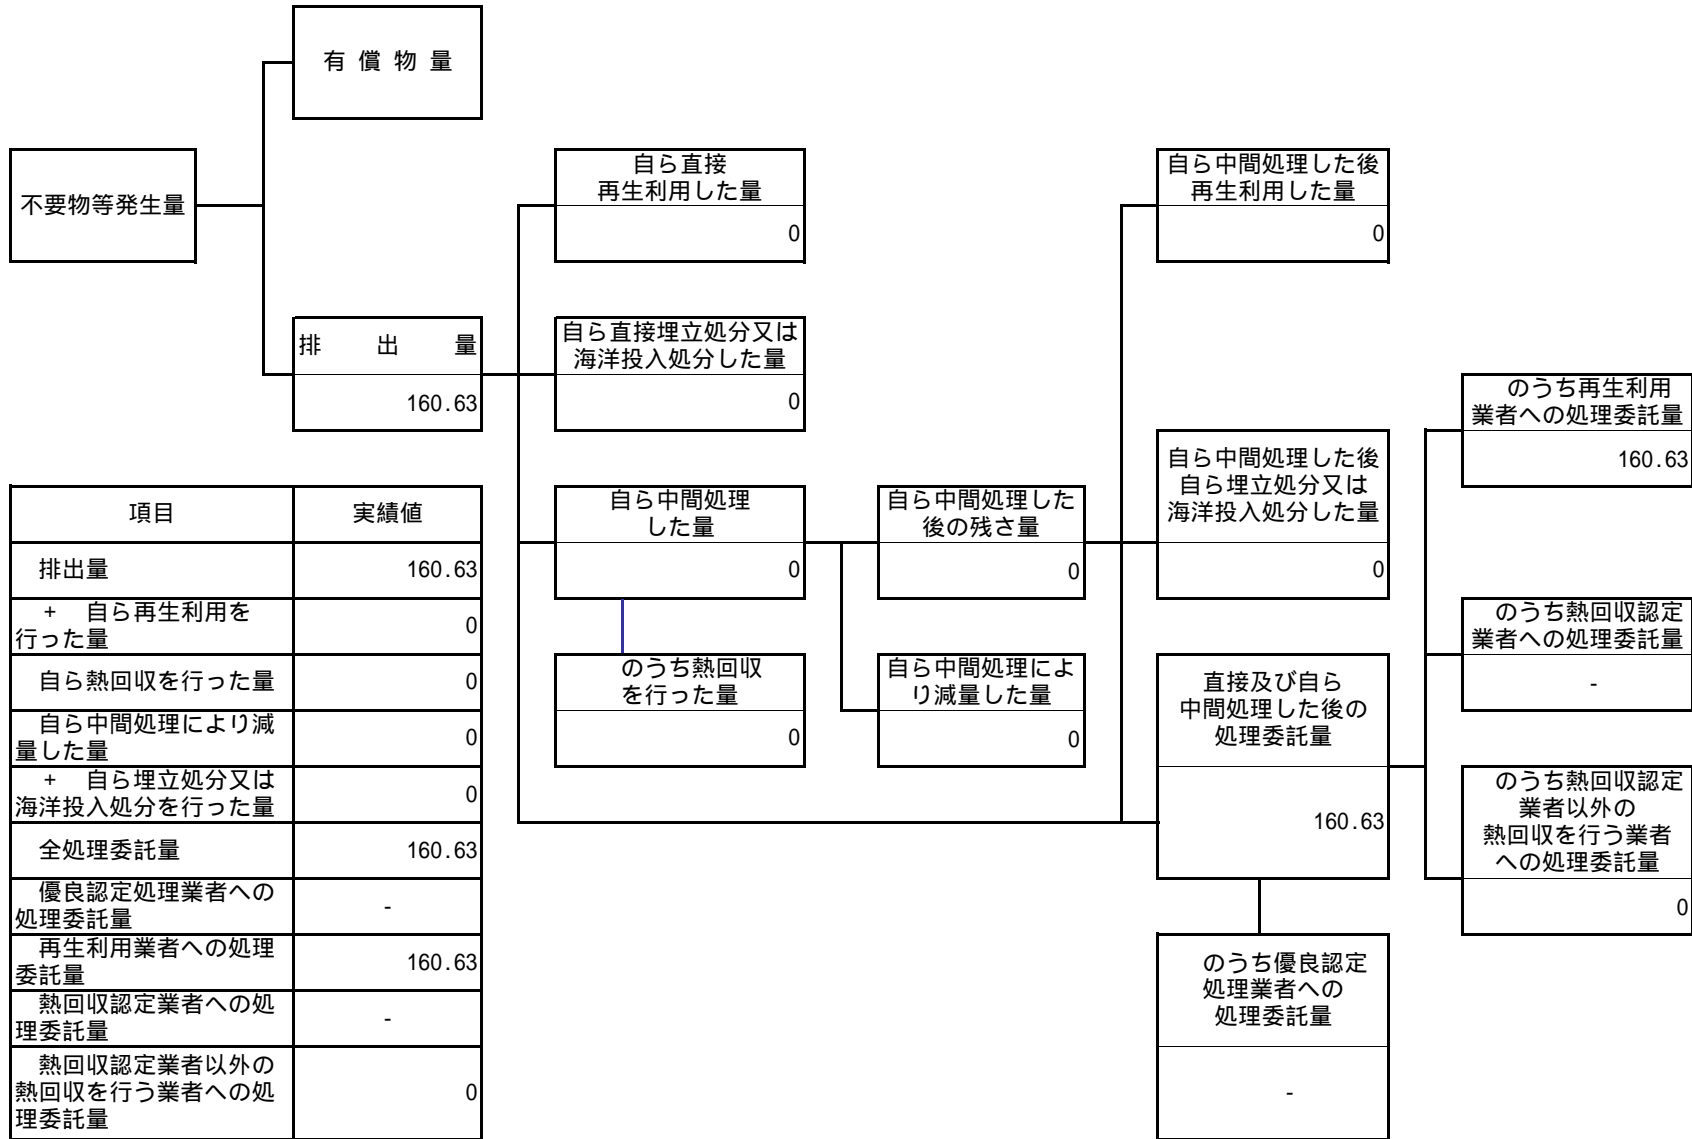 有 償 物 量
不要物等発生量
自ら直接
再生利用した量
0
自ら中間処理した後
再生利用した量
0
排 出 量
160.63
自ら直接埋立処分又は
海洋投入処分した量
0
のうち再生利用
業者への処理委託量
160.63
自ら中間処理
した量
0
自ら中間処理した
後の残さ量
0
自ら中間処理した後
自ら埋立処分又は
海洋投入処分した量
0
のうち熱回収認定
業者への処理委託量
-
のうち熱回収
を行った量
0
自ら中間処理によ
り減量した量
0
直接及び自ら
中間処理した後の
処理委託量
160.63
のうち熱回収認定
業者以外の
熱回収を行う業者
への処理委託量
0
のうち優良認定
処理業者への
処理委託量
-
項目 実績値
排出量 160.63
+ 自ら再生利用を
行った量 0
自ら熱回収を行った量 0
自ら中間処理により減
量した量 0
+ 自ら埋立処分又は
海洋投入処分を行った量 0
全処理委託量 160.63
優良認定処理業者への
処理委託量 -
再生利用業者への処理
委託量 160.63
熱回収認定業者への処
理委託量 -
熱回収認定業者以外の
熱回収を行う業者への処
理委託量 0